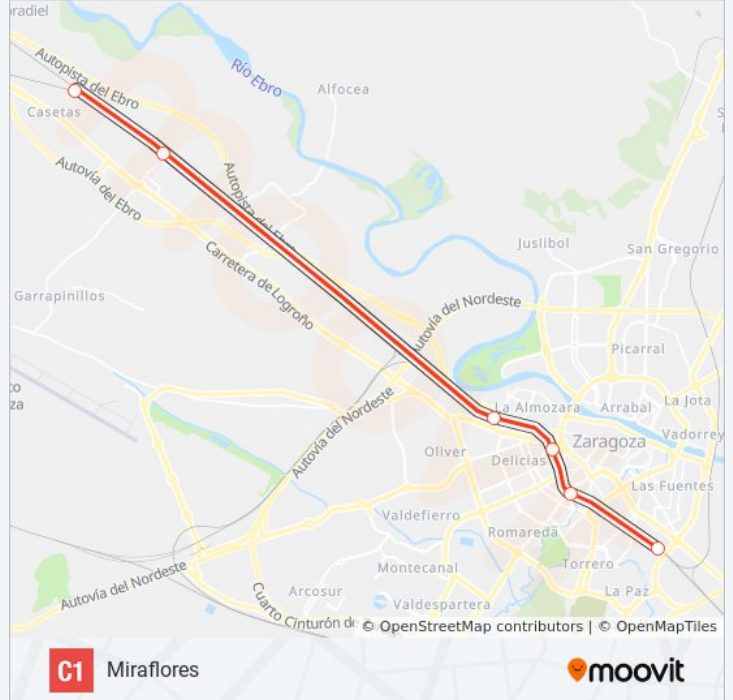 Autopista del Ebro
Río Ebro
Alfocea
Casetas
Autovía del Ebro
Autopista del Ebro
Juslibol
San Gregorio
Carretera de Logroño
Garrapinillos
Autovía del Nordeste
Picarral
La Almozara
Arrabal
La Jota
Autovía del Nordeste
Zaragoza
Vadorrey
Oliver
Delicias
Las Fuentes
Valdefierro
Romareda
Montecanal
Torrero
Autovía del Nordeste
Arcosur
La Paz
Valdespartera
Cuarto Cinturón de
© OpenStreetMap contributors | © OpenMapTiles
C1 Miraflores
moovit